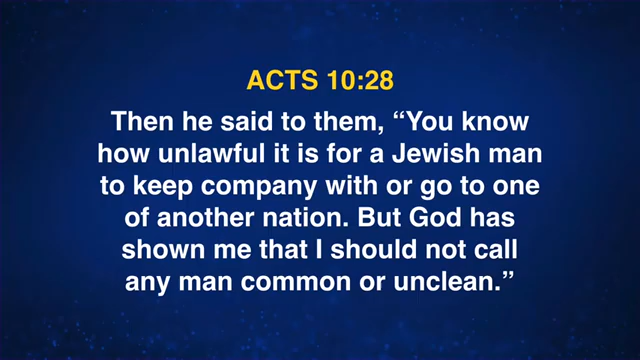 ACTS 10:28
Then he said to them, “You know
how unlawful it is for a Jewish man
to keep company with or go to one
of another nation. But God has
shown me that I should not call
any man common or unclean.”